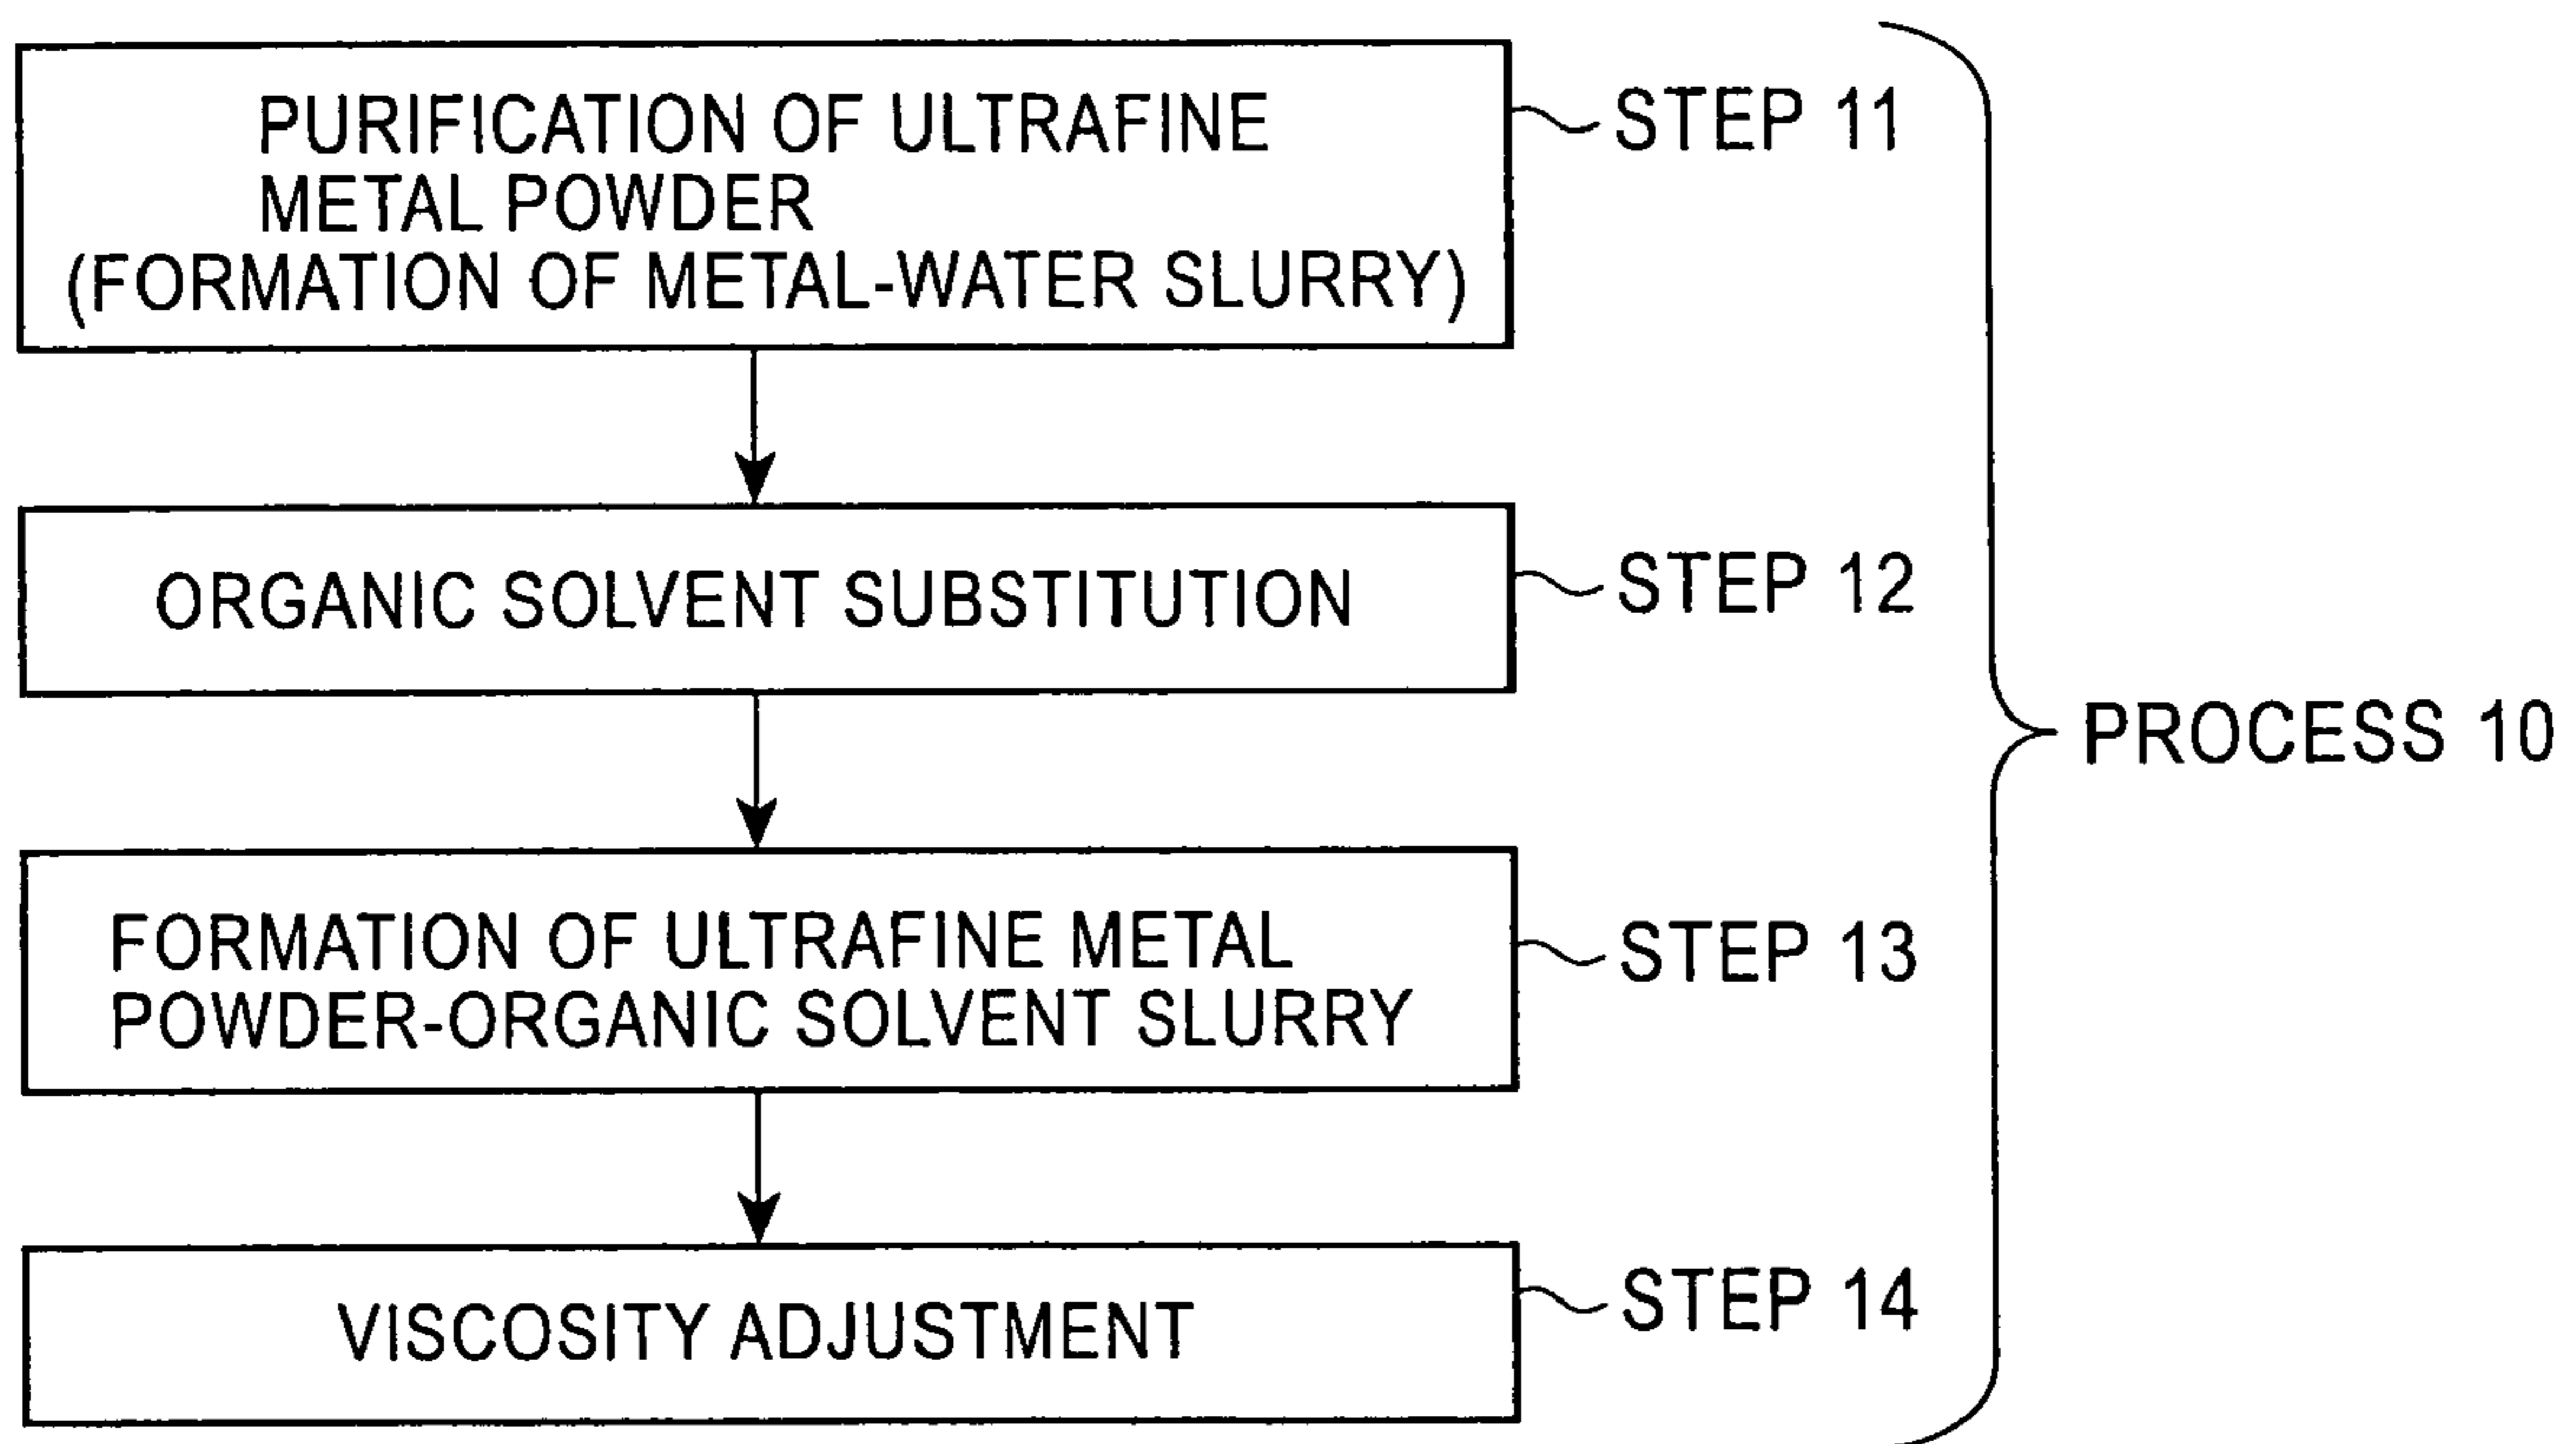 PURIFICATION OF ULTRAFINE
METAL POWDER
(FORMATION OF METAL-WATER SLURRY)
STEP 11
ORGANIC SOLVENT SUBSTITUTION
STEP 12
PROCESS 10
FORMATION OF ULTRAFINE METAL
POWDER-ORGANIC SOLVENT SLURRY
STEP 13
VISCOSITY ADJUSTMENT
STEP 14